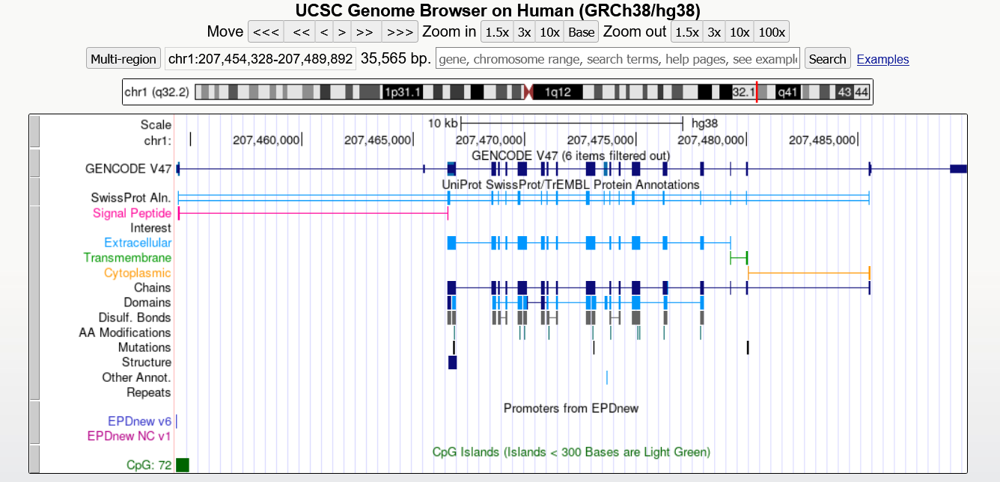 UCSC Genome Browser on Human (GRCh38/hg38)
Move <<< << < > >> >>> Zoom in 1.5x 3x 10x Base Zoom out 1.5x 3x 10x 100x
Multi-region chr1:207,454,328-207,489,892 35,565 bp. gene, chromosome range, search terms, help pages, see exampl Search Examples
chr1 (q32.2) 1p31.1 1q12 32.1 q41 43 44
Scale 10 kb hg38
chr1: 207,460,000 207,465,000 207,470,000 207,475,000 207,480,000 207,485,000
GENCODE V47 (6 items filtered out)
GENCODE V47
UniProt SwissProt/TrEMBL Protein Annotations
SwissProt Aln.
Signal Peptide
Interest
Extracellular
Transmembrane
Cytoplasmic
Chains
Domains
Disulf. Bonds
AA Modifications
Mutations
Structure
Other Annot.
Repeats
Promoters from EPDnew
EPDnew v6
EPDnew NC v1
CpG Islands (Islands < 300 Bases are Light Green)
CpG: 72